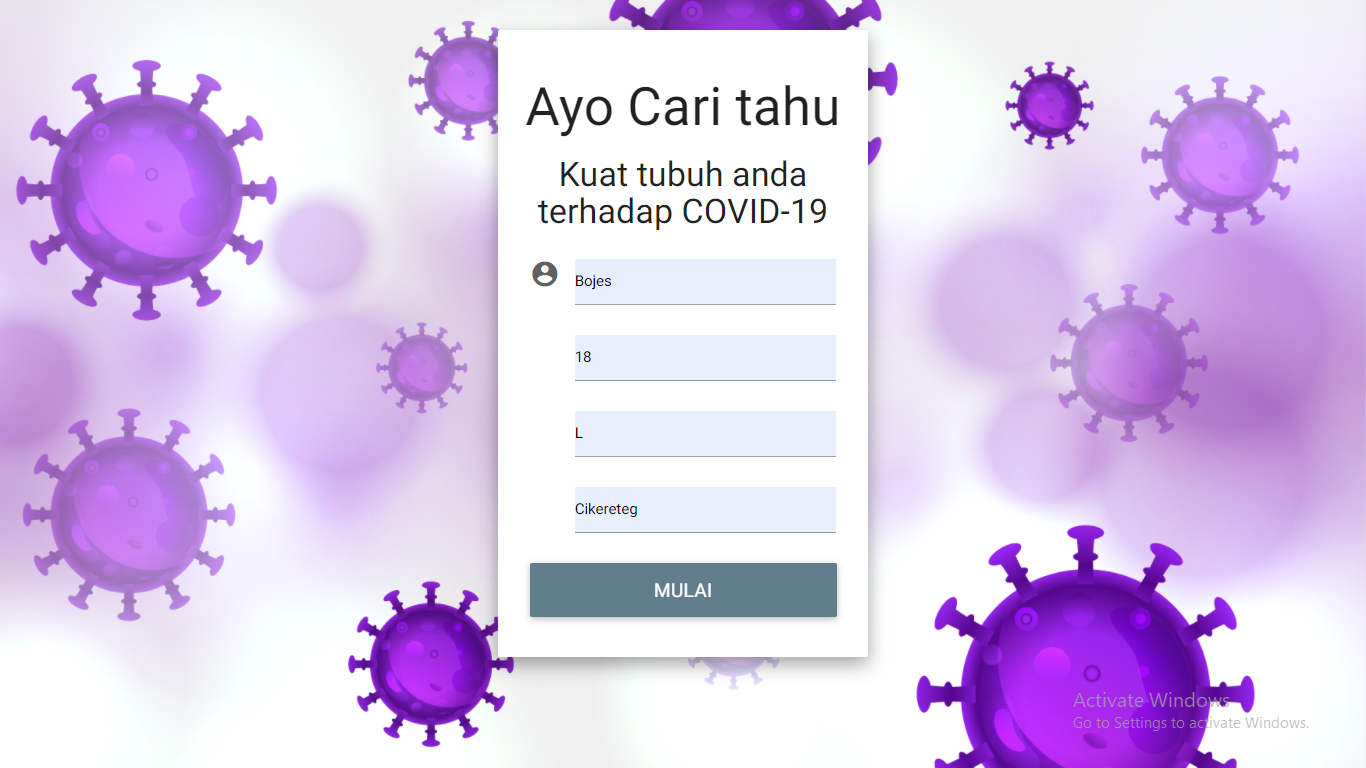 Ayo Cari tahu
Kuat tubuh anda
terhadap COVID-19
Bojes
18
L
Cikereteg
MULAI
Activate Windows
Go to Settings to activate Windows.